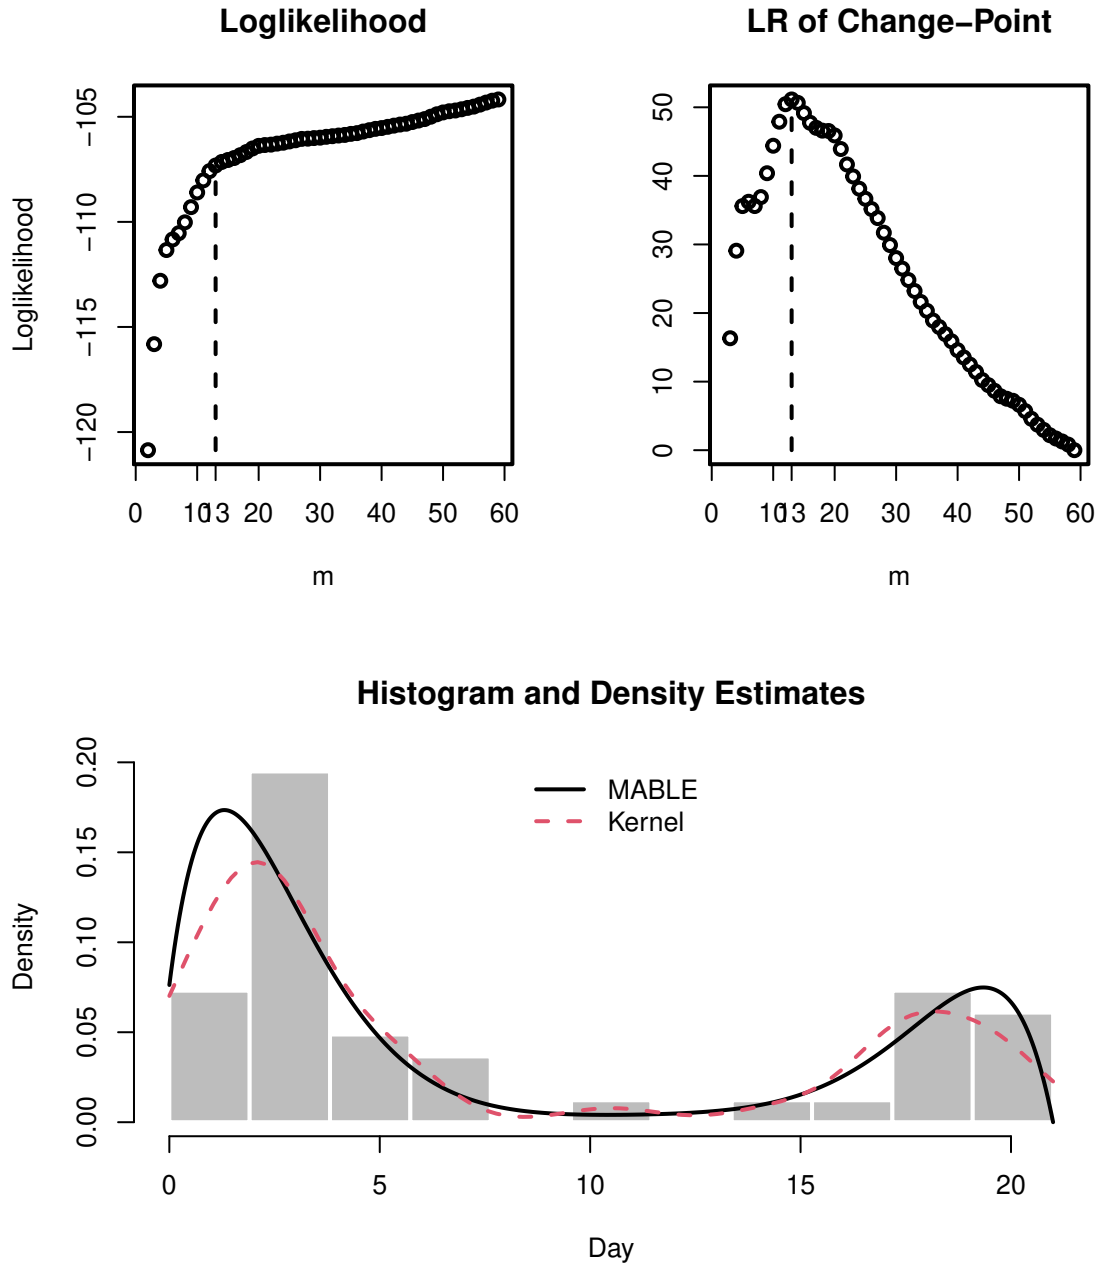 Loglikelihood
LR of Change−Point
Loglikelihood
−105
−110
−115
−120
0 10 13 20 30 40 50 60
m
50
40
30
20
10
0
0 10 13 20 30 40 50 60
m
Histogram and Density Estimates
Density
0.20
0.15
0.10
0.05
0.00
MABLE
Kernel
0 5 10 15 20
Day